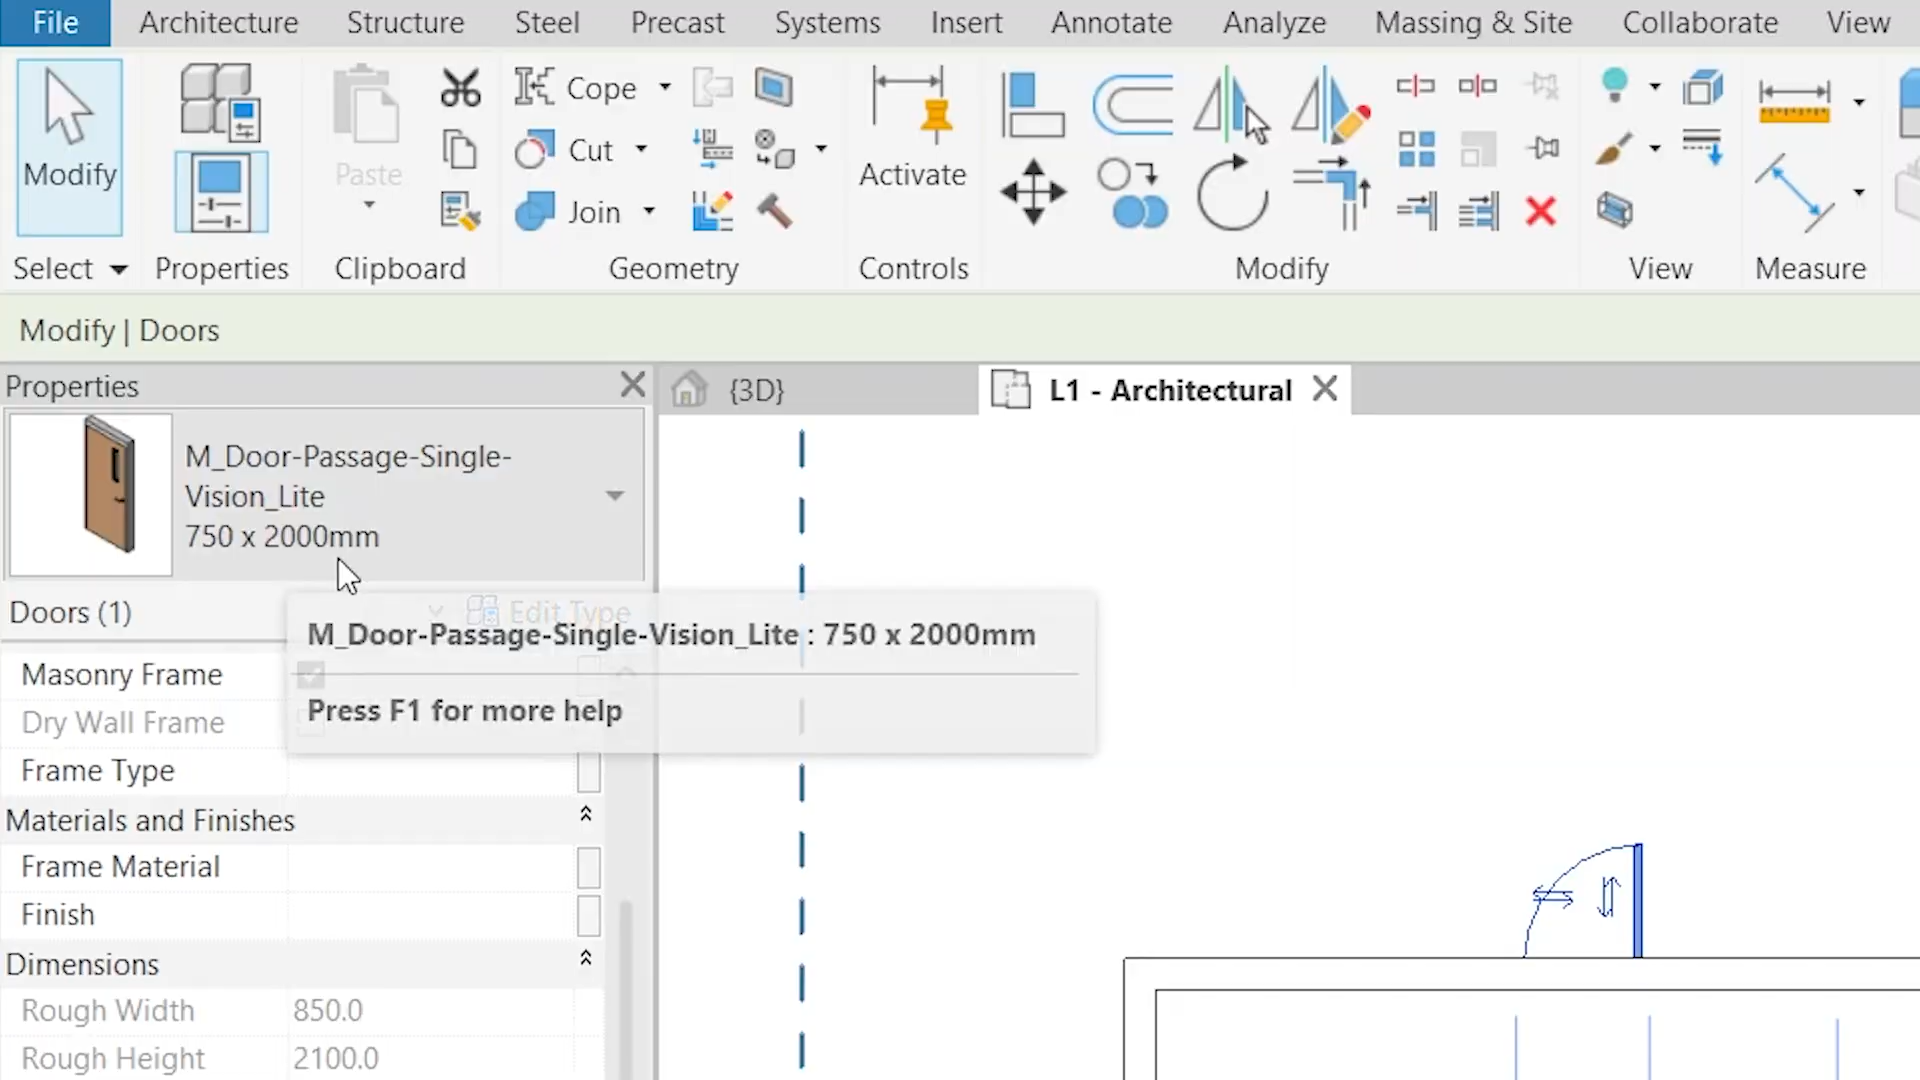 File Architecture Structure Steel Precast Systems Insert Annotate Analyze Massing & Site Collaborate View
Modify
Paste
Cope
Cut
Join
Activate
Select Properties Clipboard Geometry Controls Modify View Measure
Modify | Doors
Properties
{3D}
L1 - Architectural
M_Door-Passage-Single-
Vision_Lite
750 x 2000mm
Doors (1)
Edit Type
M_Door-Passage-Single-Vision_Lite : 750 x 2000mm
Press F1 for more help
Masonry Frame
Dry Wall Frame
Frame Type
Materials and Finishes
Frame Material
Finish
Dimensions
Rough Width 850.0
Rough Height 2100.0